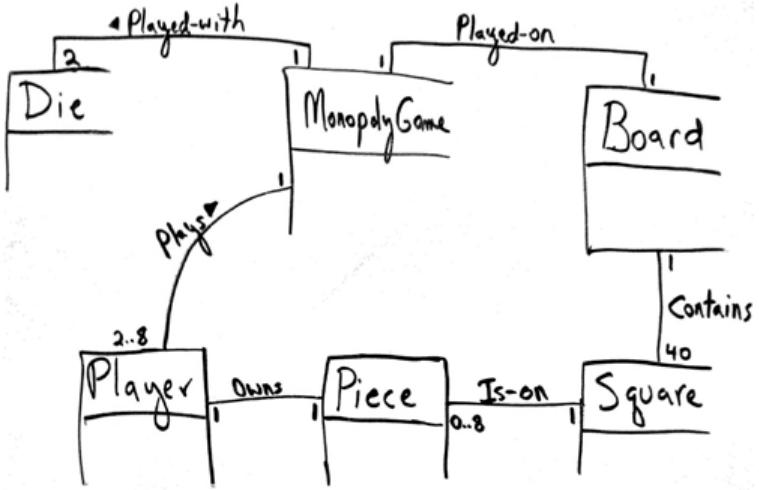 ◄ Played-with
Played-on
2
1
1
1
Die
MonopolyGame
Board
1
Plays►
1
Contains
2..8
40
Player
Owns
Piece
Is-on
Square
1
1
0..8
1